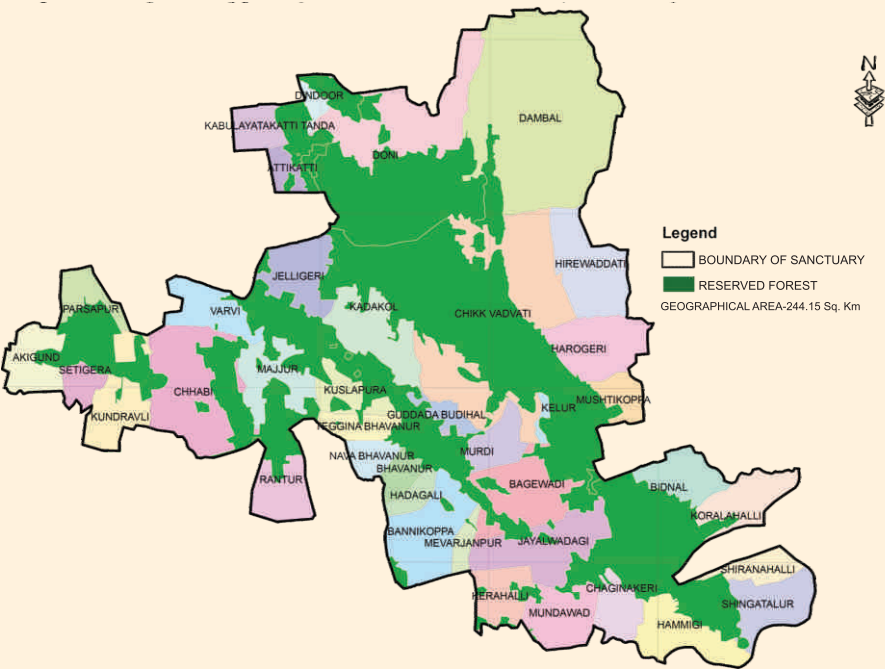 N
DINDOOR
DAMBAL
KABULAYATAKATTI TANDA
DONI
ATTIKATTI
Legend
BOUNDARY OF SANCTUARY
RESERVED FOREST
GEOGRAPHICAL AREA-244.15 Sq. Km
HIREWADDATI
JELLIGERI
PARSAPUR
VARVI
KADAKOL
CHIKK VADVATI
HAROGERI
AKIGUND
SETIGERA
CHHABI
MAJJUR
KUSLAPURA
MUSHTIKOPPA
KELUR
KUNDRAVLI
GUDDADA BUDIHAL
TEGGINA BHAVANUR
MURDI
NAVA BHAVANUR
BHAVANUR
RANTUR
BAGEWADI
BIDNAL
HADAGALI
KORALAHALLI
BANNIKOPPA
MEVARJANPUR
JAYALWADAGI
SHIRANAHALLI
CHAGINAKERI
KERAHALLI
SHINGATALUR
MUNDAWAD
HAMMIGI